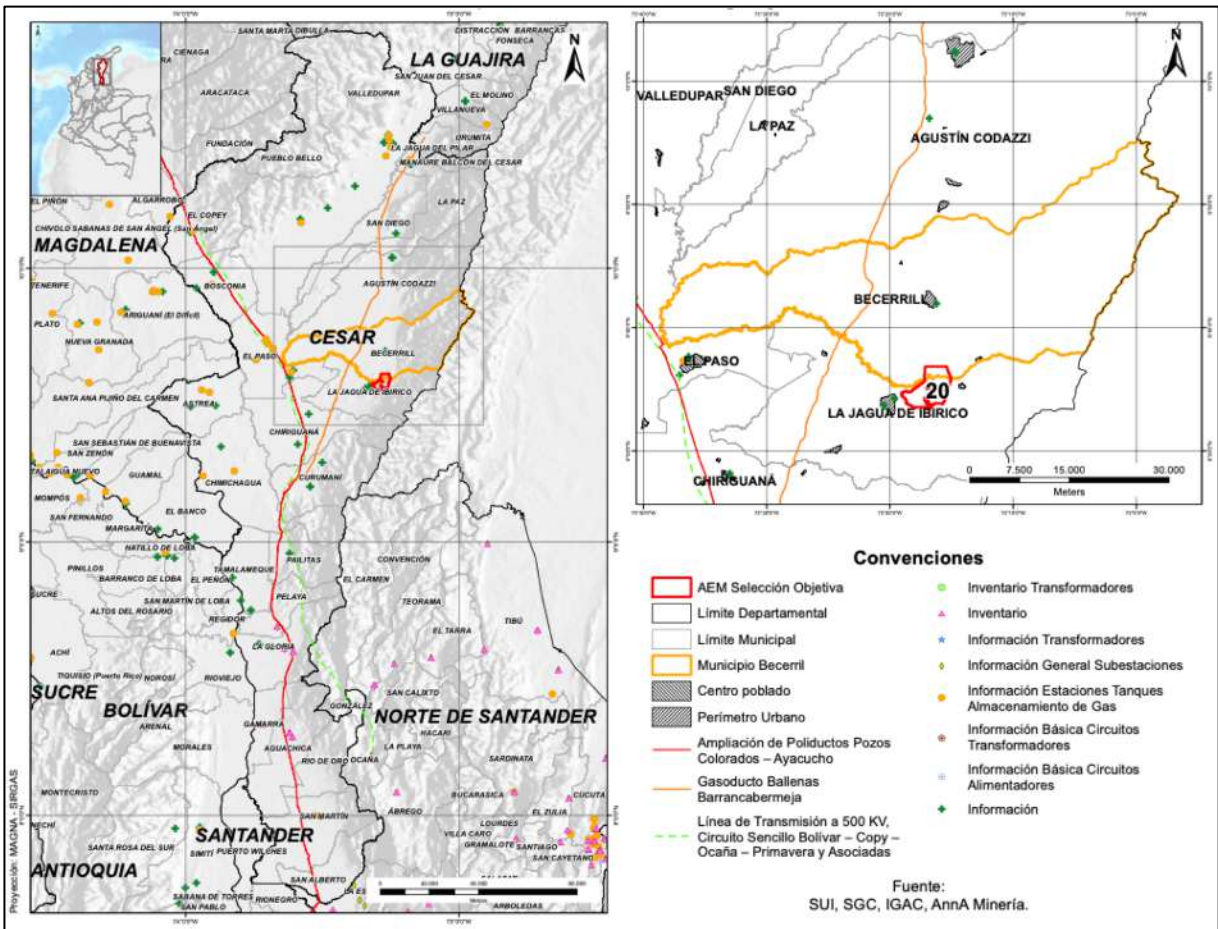 SANTA MARTA
DIBULLA
DISTRACCIÓN
BARRANCAS
FONSECA
CIÉNAGA
LA GUAJIRA
N
SAN JUAN DEL CESAR
ARACATACA
VALLEDUPAR
EL MOLINO
VILLANUEVA
URUMITA
FUNDACIÓN
LA JAGUA DEL PILAR
PUEBLO BELLO
MANAURE BALCÓN DEL CESAR
EL PIÑÓN
ALGARROBO
LA PAZ
EL COPEY
SAN DIEGO
CHIVOLO
SABANAS DE SAN ÁNGEL (San Ángel)
MAGDALENA
TENERIFE
BOSCONIA
AGUSTÍN CODAZZI
PLATO
ARIGUANÍ (El Difícil)
NUEVA GRANADA
CESAR
EL PASO
BECERRILL
LA JAGUA DE IBIRICO
SANTA ANA
PIJIÑO DEL CARMEN
ASTREA
CHIRIGUANÁ
SAN SEBASTIÁN DE BUENAVISTA
SAN ZENÓN
TALAIGUA NUEVO
GUAMAL
CHIMICHAGUA
CURUMANI
MOMPÓS
SAN FERNANDO
EL BANCO
MARGARITA
HATILLO DE LOBA
PAILITAS
CONVENCIÓN
PINILLOS
TAMALAMEQUE
BARRANCO DE LOBA
EL PEÑÓN
EL CARMEN
SUCRE
SAN MARTÍN DE LOBA
PELAYA
TEORAMA
ALTOS DEL ROSARIO
REGIDOR
TIBÚ
EL TARRA
ACHÍ
LA GLORIA
TIQUISIO (Puerto Rico)
NOROSÍ
RIOVIEJO
SAN CALIXTO
SUCRE
BOLÍVAR
GONZÁLEZ
NORTE DE SANTANDER
ARENAL
GAMARRA
HACARÍ
MORALES
AGUACHICA
LA PLAYA
RIO DE ORO
OCAÑA
SARDINATA
MONTECRISTO
ÁBREGO
BUCARASICA
CÚCUTA
EL ZULIA
SAN MARTÍN
LOURDES
NECHÍ
SANTANDER
VILLA CARO
SANTIAGO
SANTA ROSA DEL SUR
SIMITÍ
PUERTO WILCHES
GRAMALOTE
SAN CAYETANO
ANTIOQUIA
SAN ALBERTO
SABANA DE TORRES
SAN PABLO
RIONEGRO
ARBOLEDAS
Proyección: MAGNA - SIRGAS
N
VALLEDUPAR
SAN DIEGO
LA PAZ
AGUSTÍN CODAZZI
BECERRILL
EL PASO
20
LA JAGUA DE IBIRICO
CHIRIGUANÁ
0 7.500 15.000 30.000
Meters
Convenciones
AEM Selección Objetiva
Límite Departamental
Límite Municipal
Municipio Becerril
Centro poblado
Perímetro Urbano
Ampliación de Poliductos Pozos
Colorados – Ayacucho
Gasoducto Ballenas
Barrancabermeja
Línea de Transmisión a 500 KV,
Circuito Sencillo Bolívar – Copy –
Ocaña – Primavera y Asociadas
Inventario Transformadores
Inventario
Información Transformadores
Información General Subestaciones
Información Estaciones Tanques
Almacenamiento de Gas
Información Básica Circuitos
Transformadores
Información Básica Circuitos
Alimentadores
Información
Fuente:
SUI, SGC, IGAC, AnnA Minería.